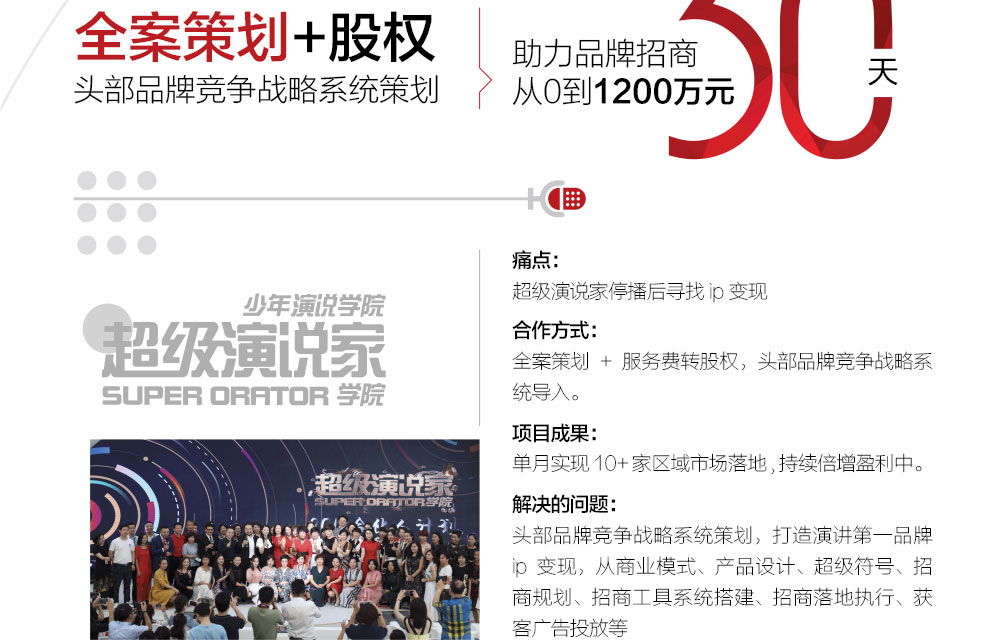 全案策划+股权
头部品牌竞争战略系统策划
助力品牌招商
从0到1200万元
30
天
少年演说学院
超级演说家
SUPER ORATOR 学院
痛点：
超级演说家停播后寻找 ip 变现
合作方式：
全案策划 + 服务费转股权，头部品牌竞争战略系
统导入。
项目成果：
单月实现 10+ 家区域市场落地 , 持续倍增盈利中。
解决的问题：
头部品牌竞争战略系统策划，打造演讲第一品牌
ip 变现，从商业模式、产品设计、超级符号、招
商规划、招商工具系统搭建、招商落地执行、获
客广告投放等
超级演说家
SUPER ORATOR 学院